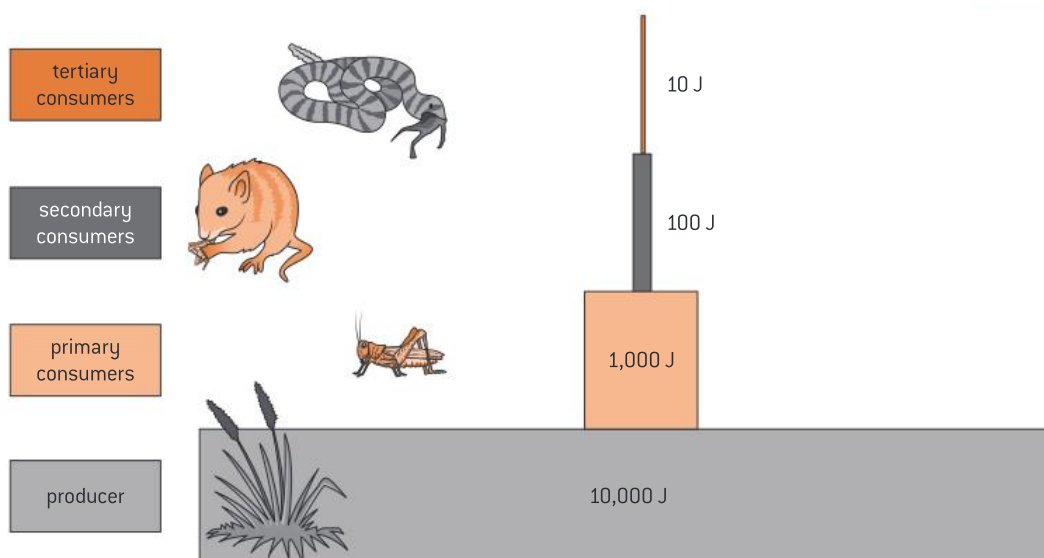 tertiary
consumers
10 J
secondary
consumers
100 J
primary
consumers
1,000 J
producer
10,000 J